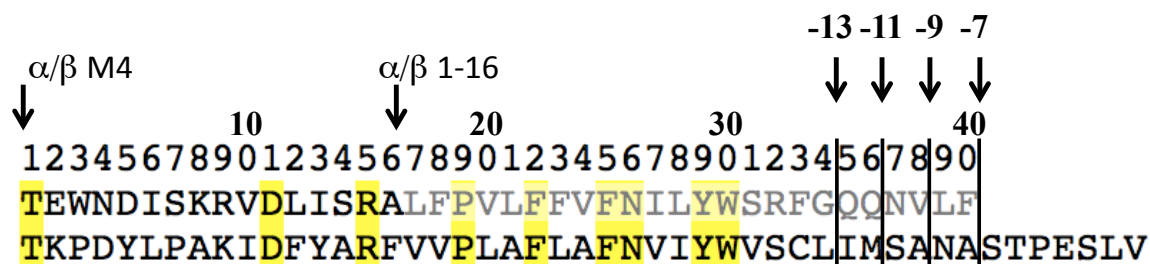 -13 -11 -9 -7
α/β M4 α/β 1-16
10 20 30 40
1234567890123456789012345678901234567890
TEWNDISKRVDLISRALFPVLFFVFNILYWSRFGQQNVLF
TKPDYLPAKIDFYARFVVPLAFLAFNVIYWVSCLIMSANASTPESLV